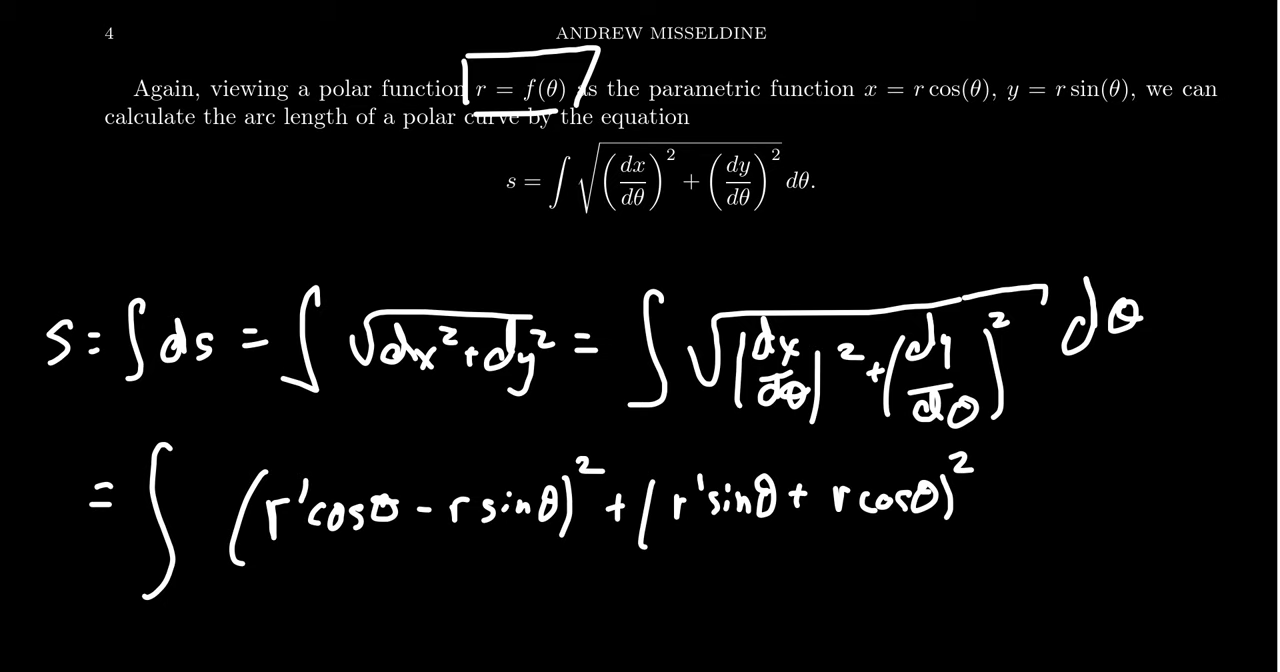 4 ANDREW MISSELDINE
Again, viewing a polar function r = f(θ) as the parametric function x = r cos(θ), y = r sin(θ), we can
calculate the arc length of a polar curve by the equation
s = ∫ √((dx/dθ)² + (dy/dθ)²) dθ.
S = ∫ ds = ∫ √(dx² + dy²) = ∫ √((dx/dθ)² + (dy/dθ)²) dθ
= ∫ (r'cosθ - r sinθ)² + (r'sinθ + r cosθ)²